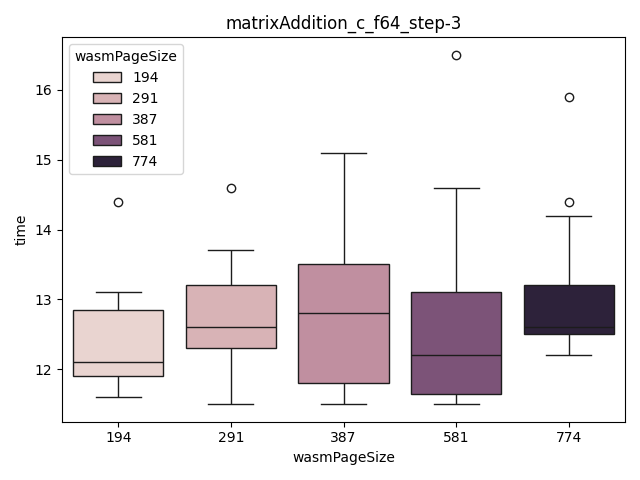 matrixAddition_c_f64_step-3
wasmPageSize
194
291
387
581
774
16
15
14
13
12
time
194 291 387 581 774
wasmPageSize